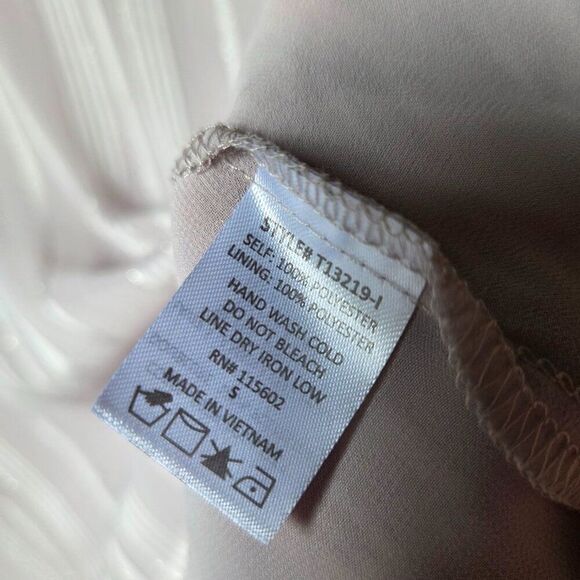 STYLE# T13219-I
SELF: 100% POLYESTER
LINING: 100% POLYESTER
HAND WASH COLD
DO NOT BLEACH
LINE DRY IRON LOW
RN# 115602
S
MADE IN VIETNAM